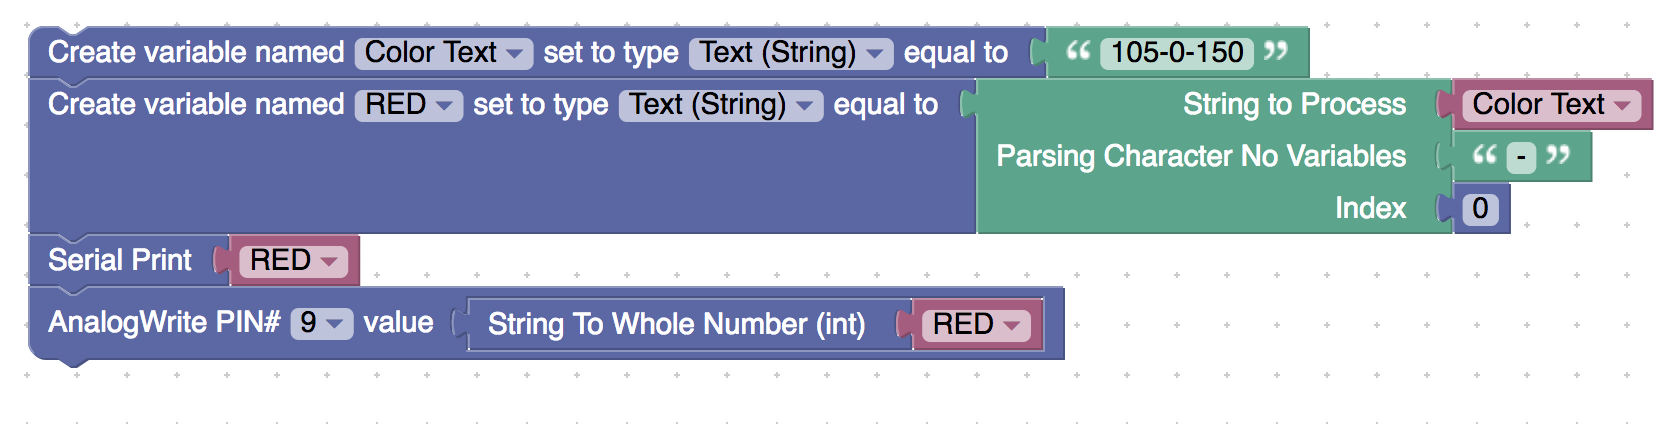 Create variable named Color Text set to type Text (String) equal to “ 105-0-150 ”
Create variable named RED set to type Text (String) equal to String to Process Color Text
Parsing Character No Variables “ - ”
Index 0
Serial Print RED
AnalogWrite PIN# 9 value String To Whole Number (int) RED